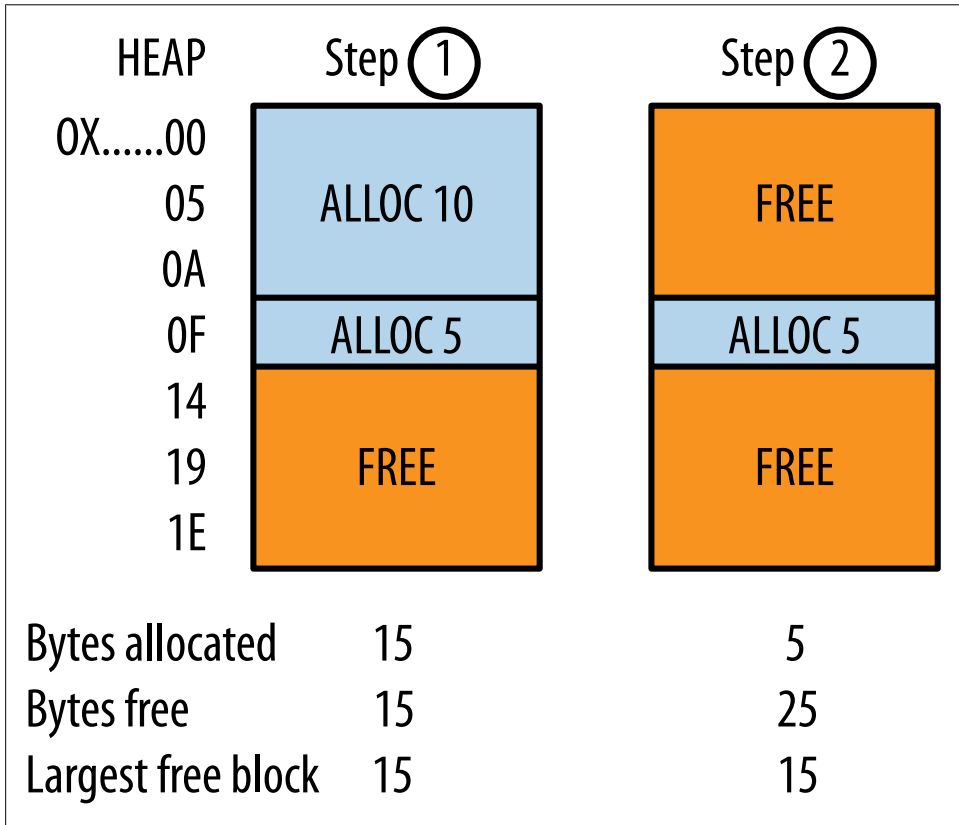 HEAP Step 1 Step 2
OX......00
05 ALLOC 10 FREE
0A
0F ALLOC 5 ALLOC 5
14
19 FREE FREE
1E
Bytes allocated 15 5
Bytes free 15 25
Largest free block 15 15